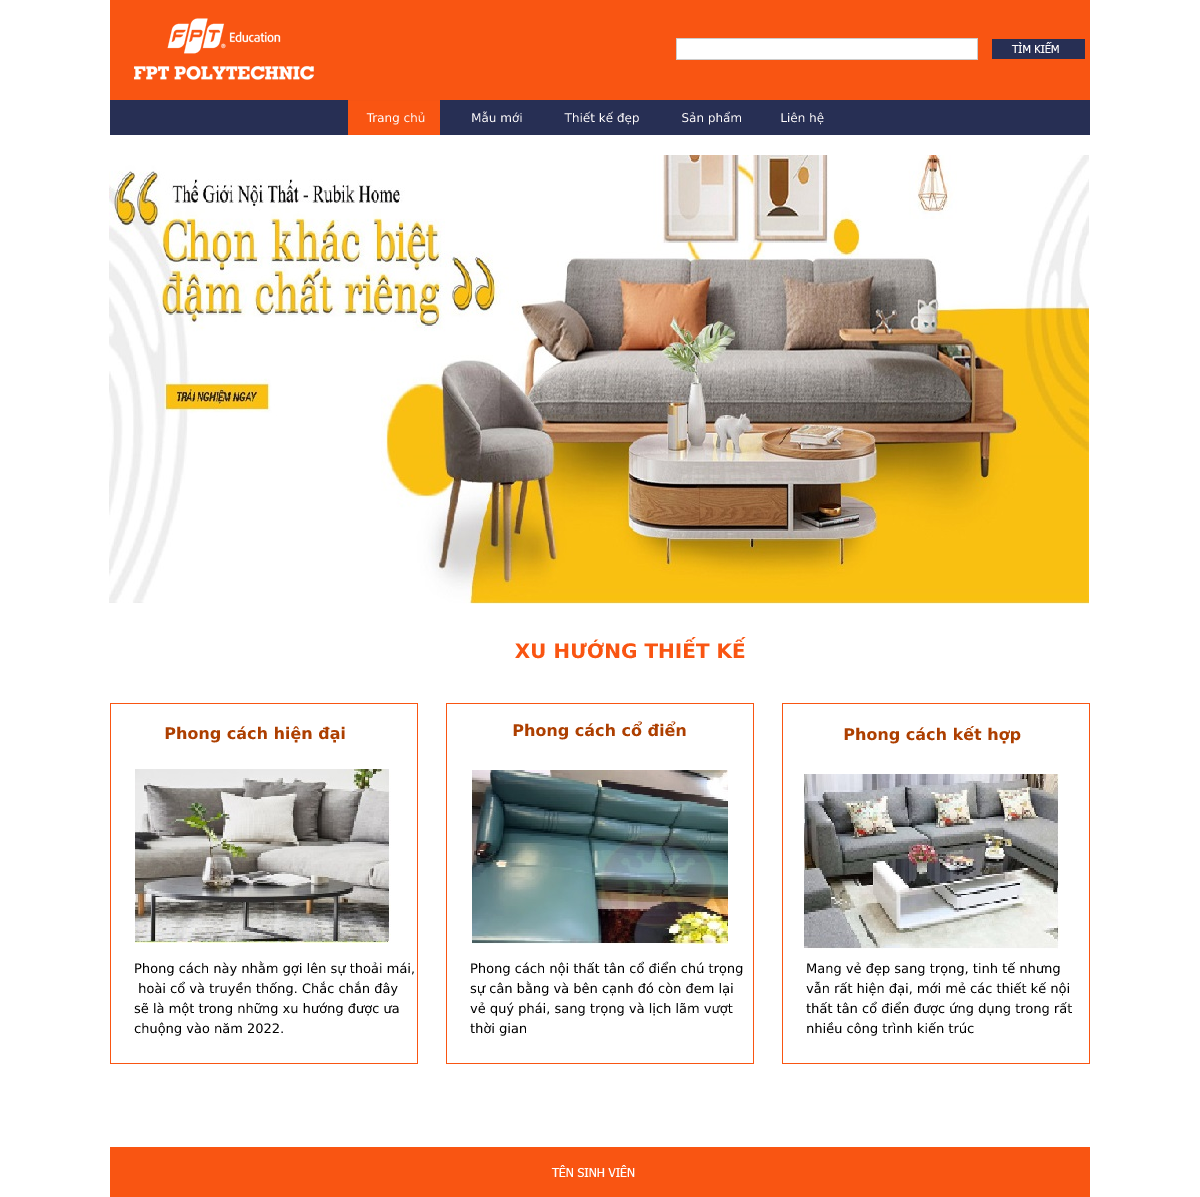 FPT Education
FPT POLYTECHNIC
TÌM KIẾM
Trang chủ
Mẫu mới
Thiết kế đẹp
Sản phẩm
Liên hệ
Thế Giới Nội Thất - Rubik Home
Chọn khác biệt
đậm chất riêng
TRẢI NGHIỆM NGAY
XU HƯỚNG THIẾT KẾ
Phong cách hiện đại
Phong cách này nhằm gợi lên sự thoải mái,
hoài cổ và truyền thống. Chắc chắn đây
sẽ là một trong những xu hướng được ưa
chuộng vào năm 2022.
Phong cách cổ điển
Phong cách nội thất tân cổ điển chú trọng
sự cân bằng và bên cạnh đó còn đem lại
vẻ quý phái, sang trọng và lịch lãm vượt
thời gian
Phong cách kết hợp
Mang vẻ đẹp sang trọng, tinh tế nhưng
vẫn rất hiện đại, mới mẻ các thiết kế nội
thất tân cổ điển được ứng dụng trong rất
nhiều công trình kiến trúc
TÊN SINH VIÊN